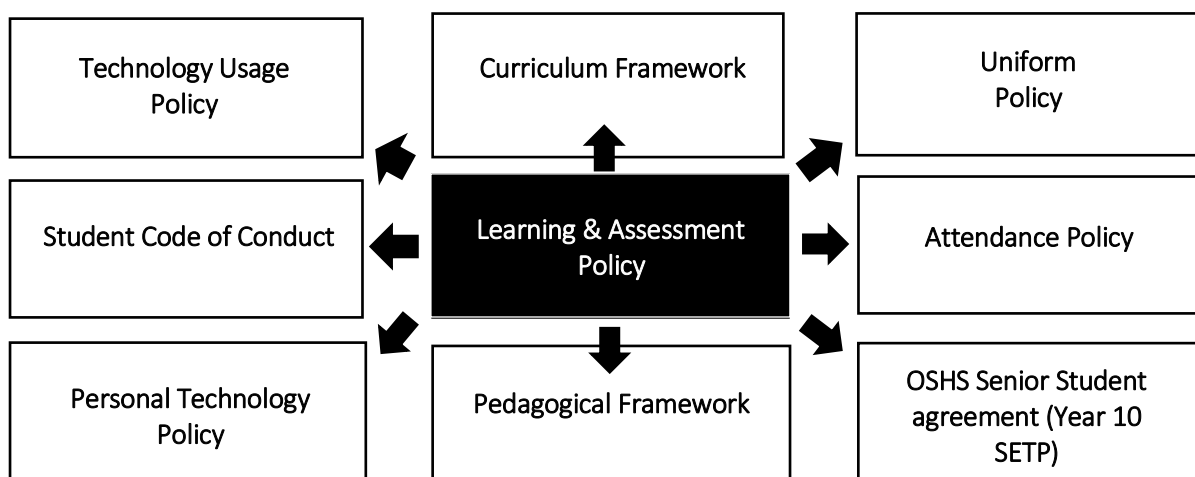 Technology Usage
Policy
Curriculum Framework
Uniform
Policy
Student Code of Conduct
Learning & Assessment
Policy
Attendance Policy
Personal Technology
Policy
Pedagogical Framework
OSHS Senior Student
agreement (Year 10
SETP)